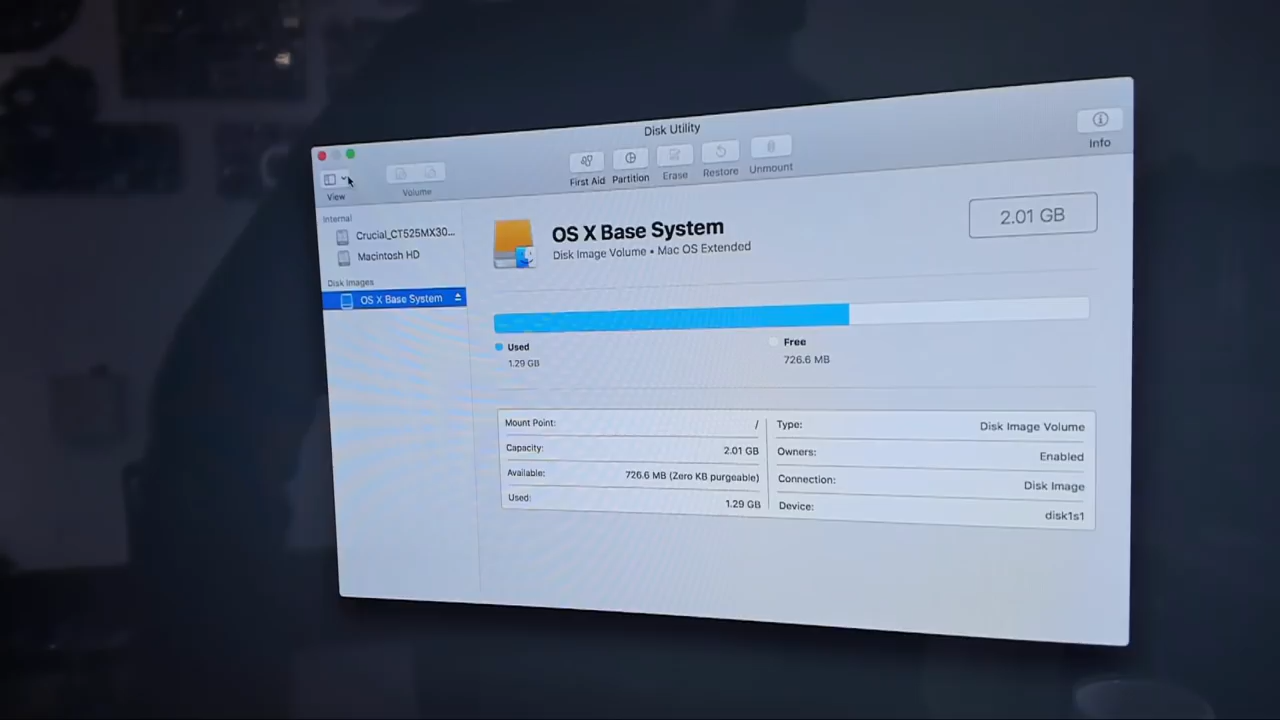 Disk Utility
View
Volume
First Aid
Partition
Erase
Restore
Unmount
Info
Internal
Crucial_CT525MX30...
Macintosh HD
Disk Images
OS X Base System
OS X Base System
Disk Image Volume • Mac OS Extended
2.01 GB
Used
1.29 GB
Free
726.6 MB
Mount Point: /
Capacity: 2.01 GB
Available: 726.6 MB (Zero KB purgeable)
Used: 1.29 GB
Type: Disk Image Volume
Owners: Enabled
Connection: Disk Image
Device: disk1s1